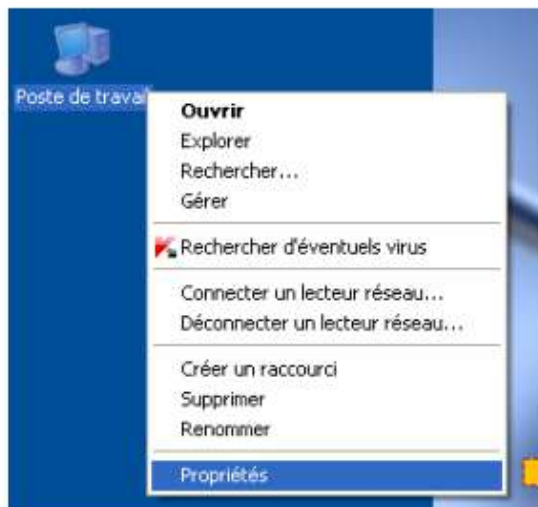 Poste de travail
Ouvrir
Explorer
Rechercher...
Gérer
Rechercher d'éventuels virus
Connecter un lecteur réseau...
Déconnecter un lecteur réseau...
Créer un raccourci
Supprimer
Renommer
Propriétés